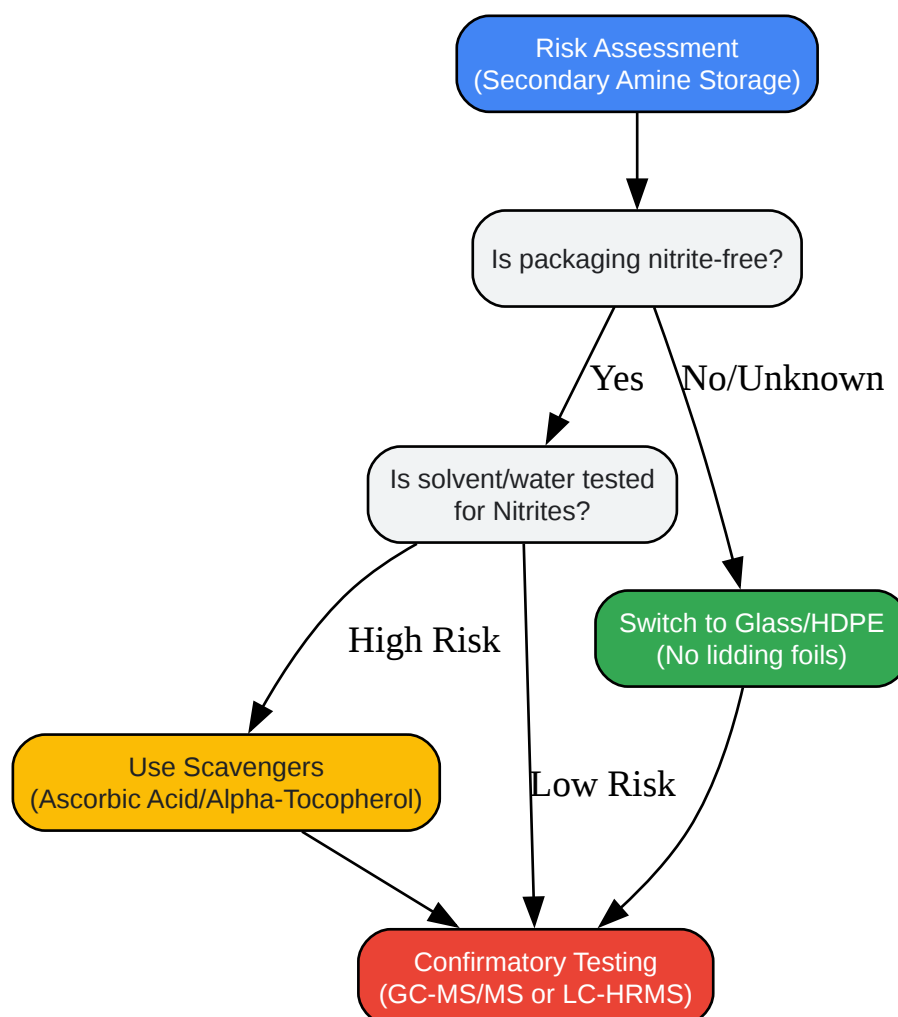 Risk Assessment
(Secondary Amine Storage)
Is packaging nitrite-free?
Yes
No/Unknown
Is solvent/water tested
for Nitrites?
Switch to Glass/HDPE
(No lidding foils)
High Risk
Use Scavengers
(Ascorbic Acid/Alpha-Tocopherol)
Low Risk
Confirmatory Testing
(GC-MS/MS or LC-HRMS)